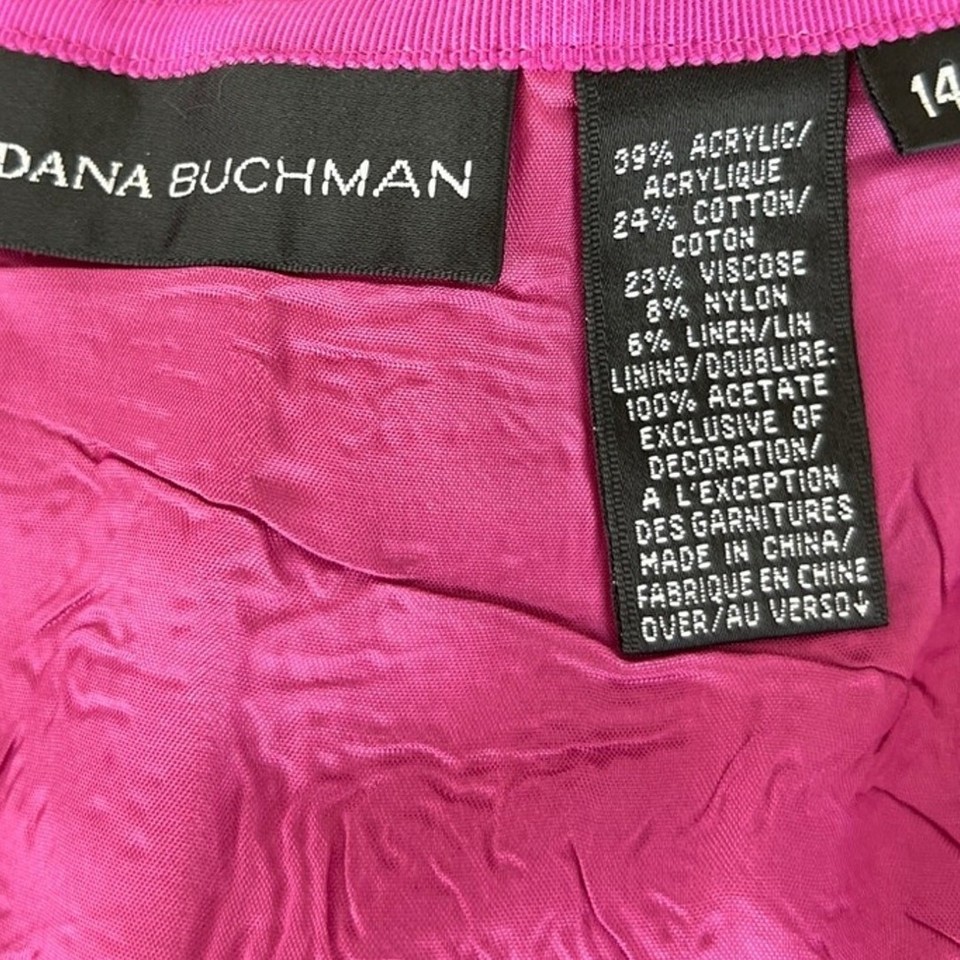 DANA BUCHMAN
14
39% ACRYLIC/
ACRYLIQUE
24% COTTON/
COTON
23% VISCOSE
8% NYLON
6% LINEN/LIN
LINING/DOUBLURE:
100% ACETATE
EXCLUSIVE OF
DECORATION/
A L'EXCEPTION
DES GARNITURES
MADE IN CHINA/
FABRIQUE EN CHINE
OVER/AU VERSO↓